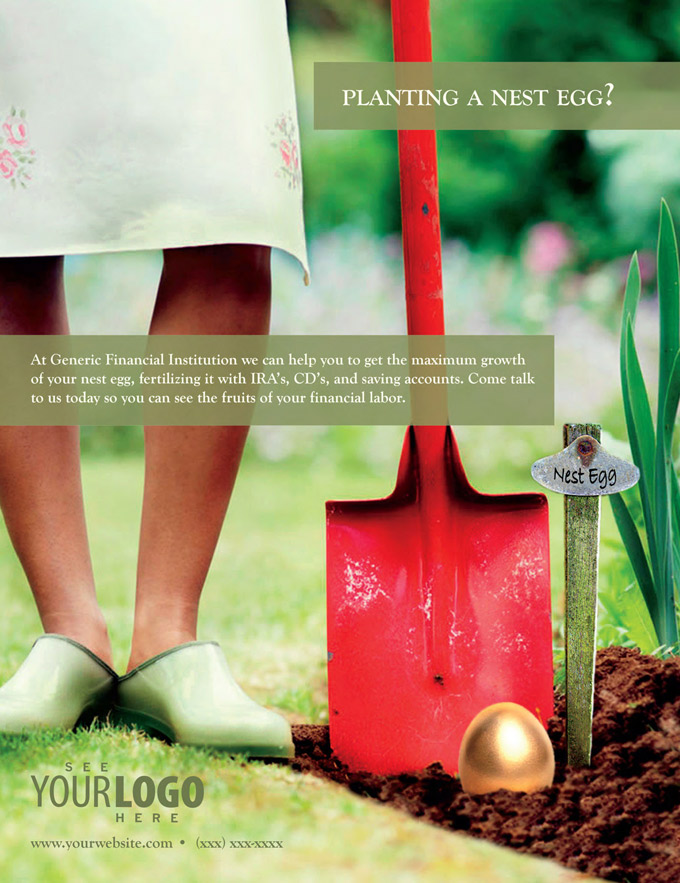 PLANTING A NEST EGG?
At Generic Financial Institution we can help you to get the maximum growth
of your nest egg, fertilizing it with IRA's, CD's, and saving accounts. Come talk
to us today so you can see the fruits of your financial labor.
Nest Egg
SEE
YOURLOGO
HERE
www.yourwebsite.com • (xxx) xxx-xxxx